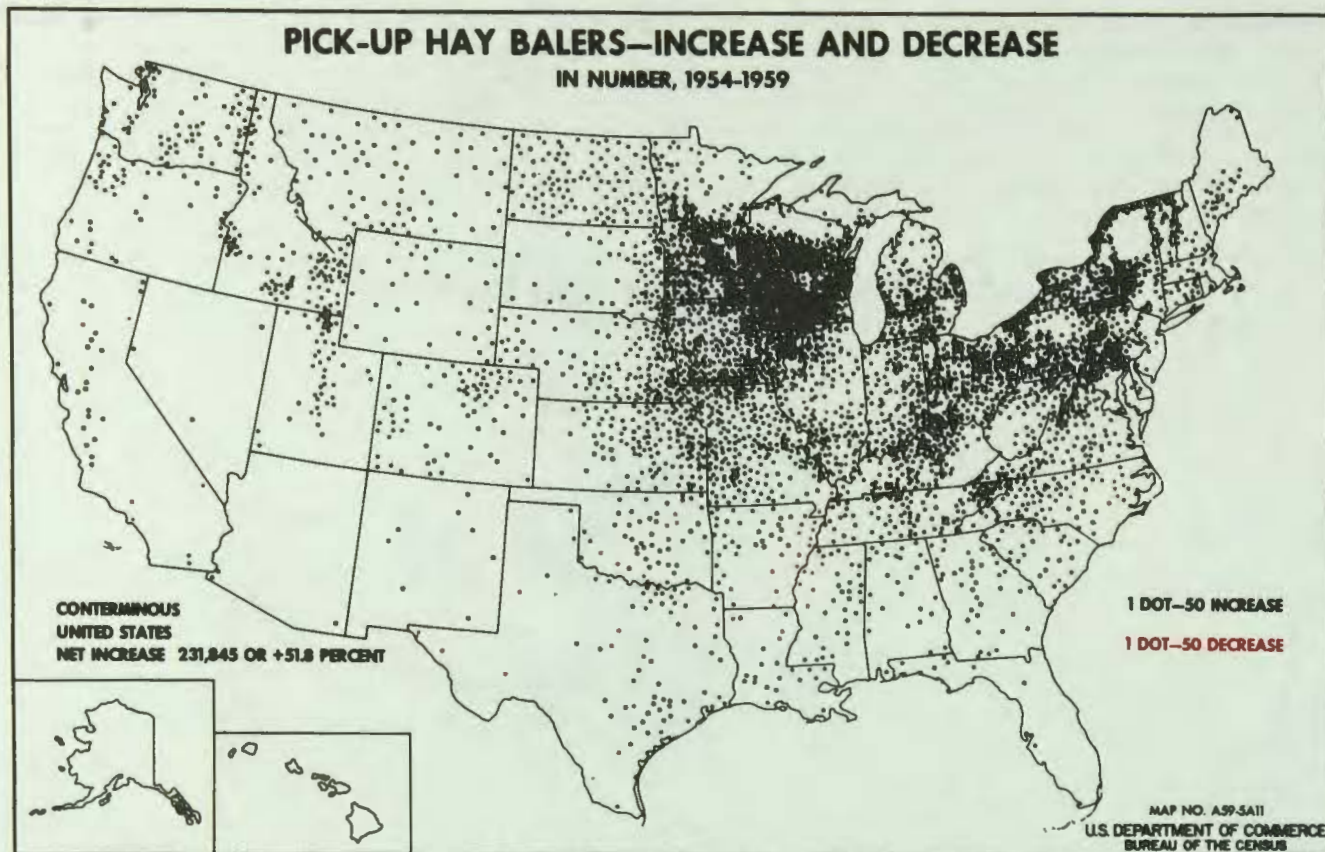 PICK-UP HAY BALERS—INCREASE AND DECREASE
IN NUMBER, 1954-1959
CONTERMINOUS
UNITED STATES
NET INCREASE 231,845 OR +51.8 PERCENT
1 DOT—50 INCREASE
1 DOT—50 DECREASE
MAP NO. A59-5A11
U.S. DEPARTMENT OF COMMERCE
BUREAU OF THE CENSUS